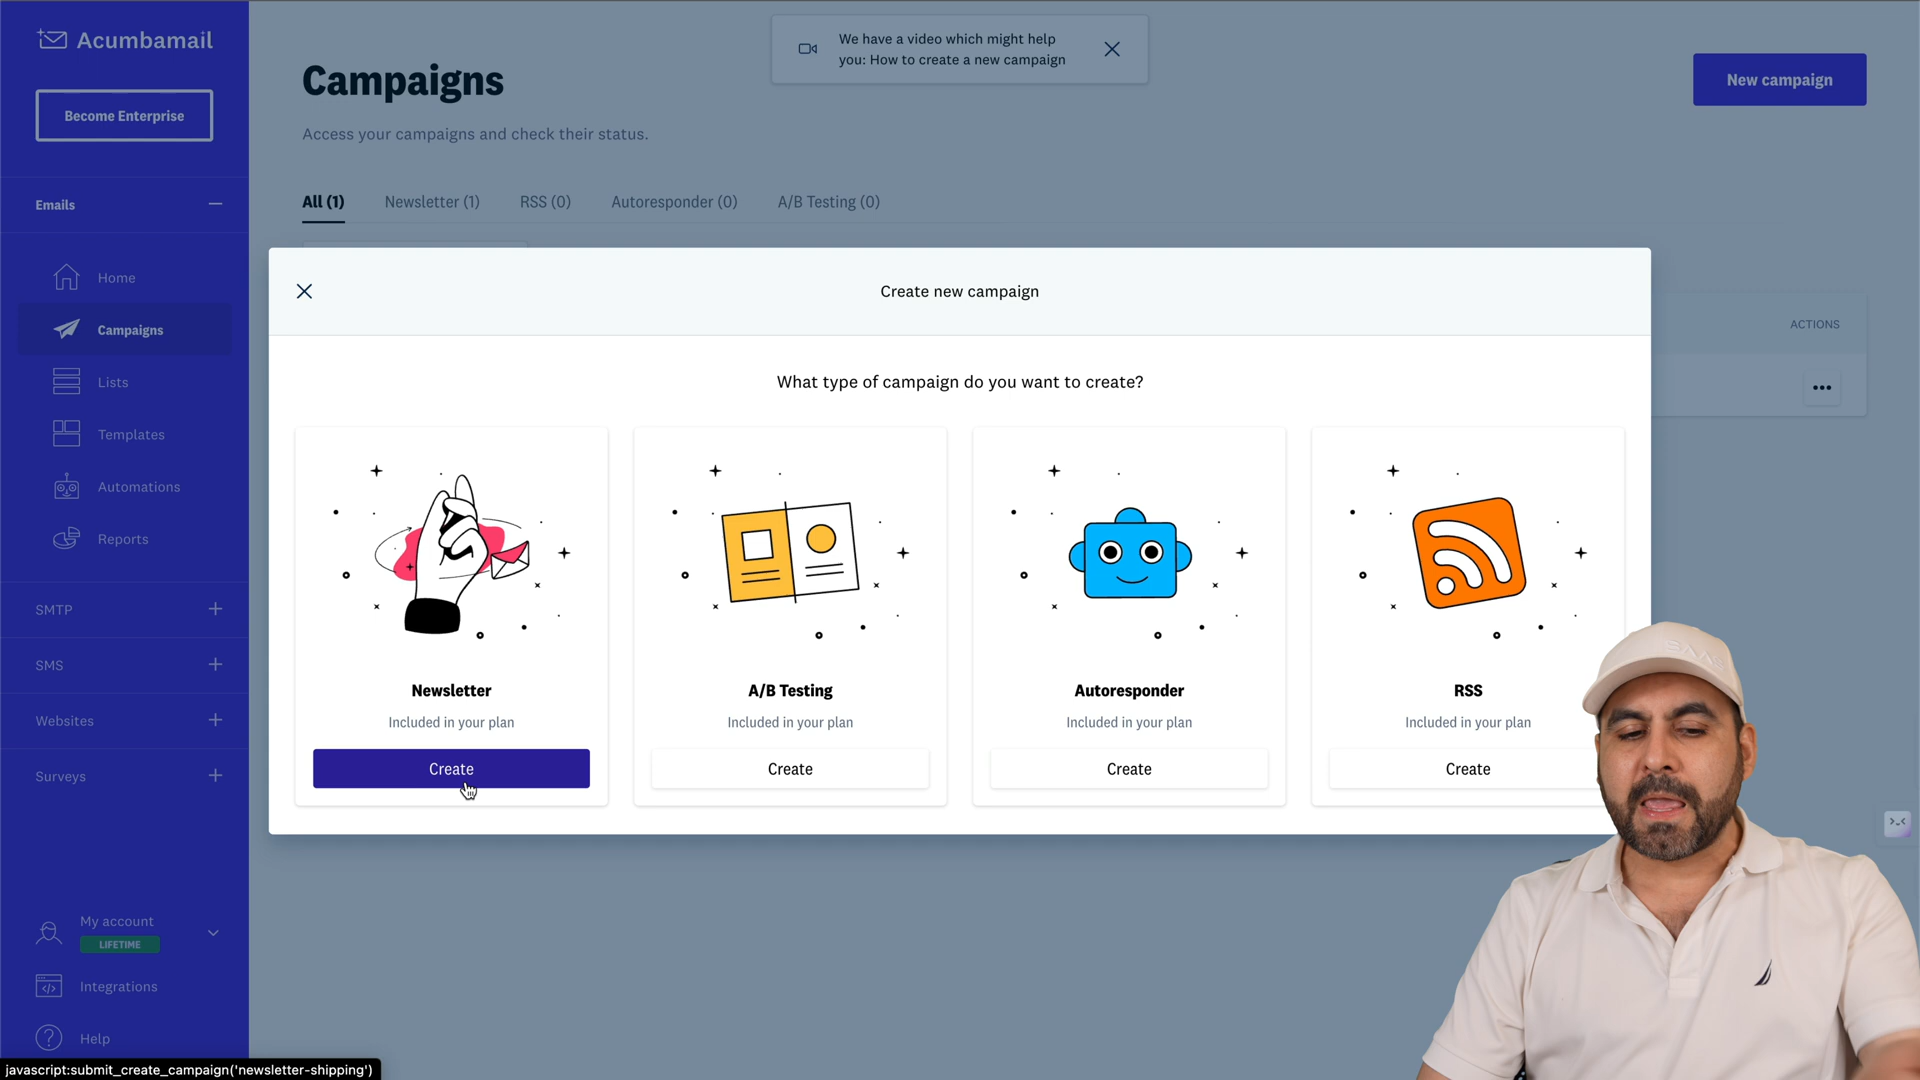 Acumbamail
Become Enterprise
Emails
Home
Campaigns
Lists
Templates
Automations
Reports
SMTP
SMS
Websites
Surveys
My account
LIFETIME
Integrations
Help
javascript:submit_create_campaign('newsletter-shipping')
We have a video which might help
you: How to create a new campaign
Campaigns
New campaign
Access your campaigns and check their status.
All (1) Newsletter (1) RSS (0) Autoresponder (0) A/B Testing (0)
ACTIONS
Create new campaign
What type of campaign do you want to create?
Newsletter
Included in your plan
Create
A/B Testing
Included in your plan
Create
Autoresponder
Included in your plan
Create
RSS
Included in your plan
Create